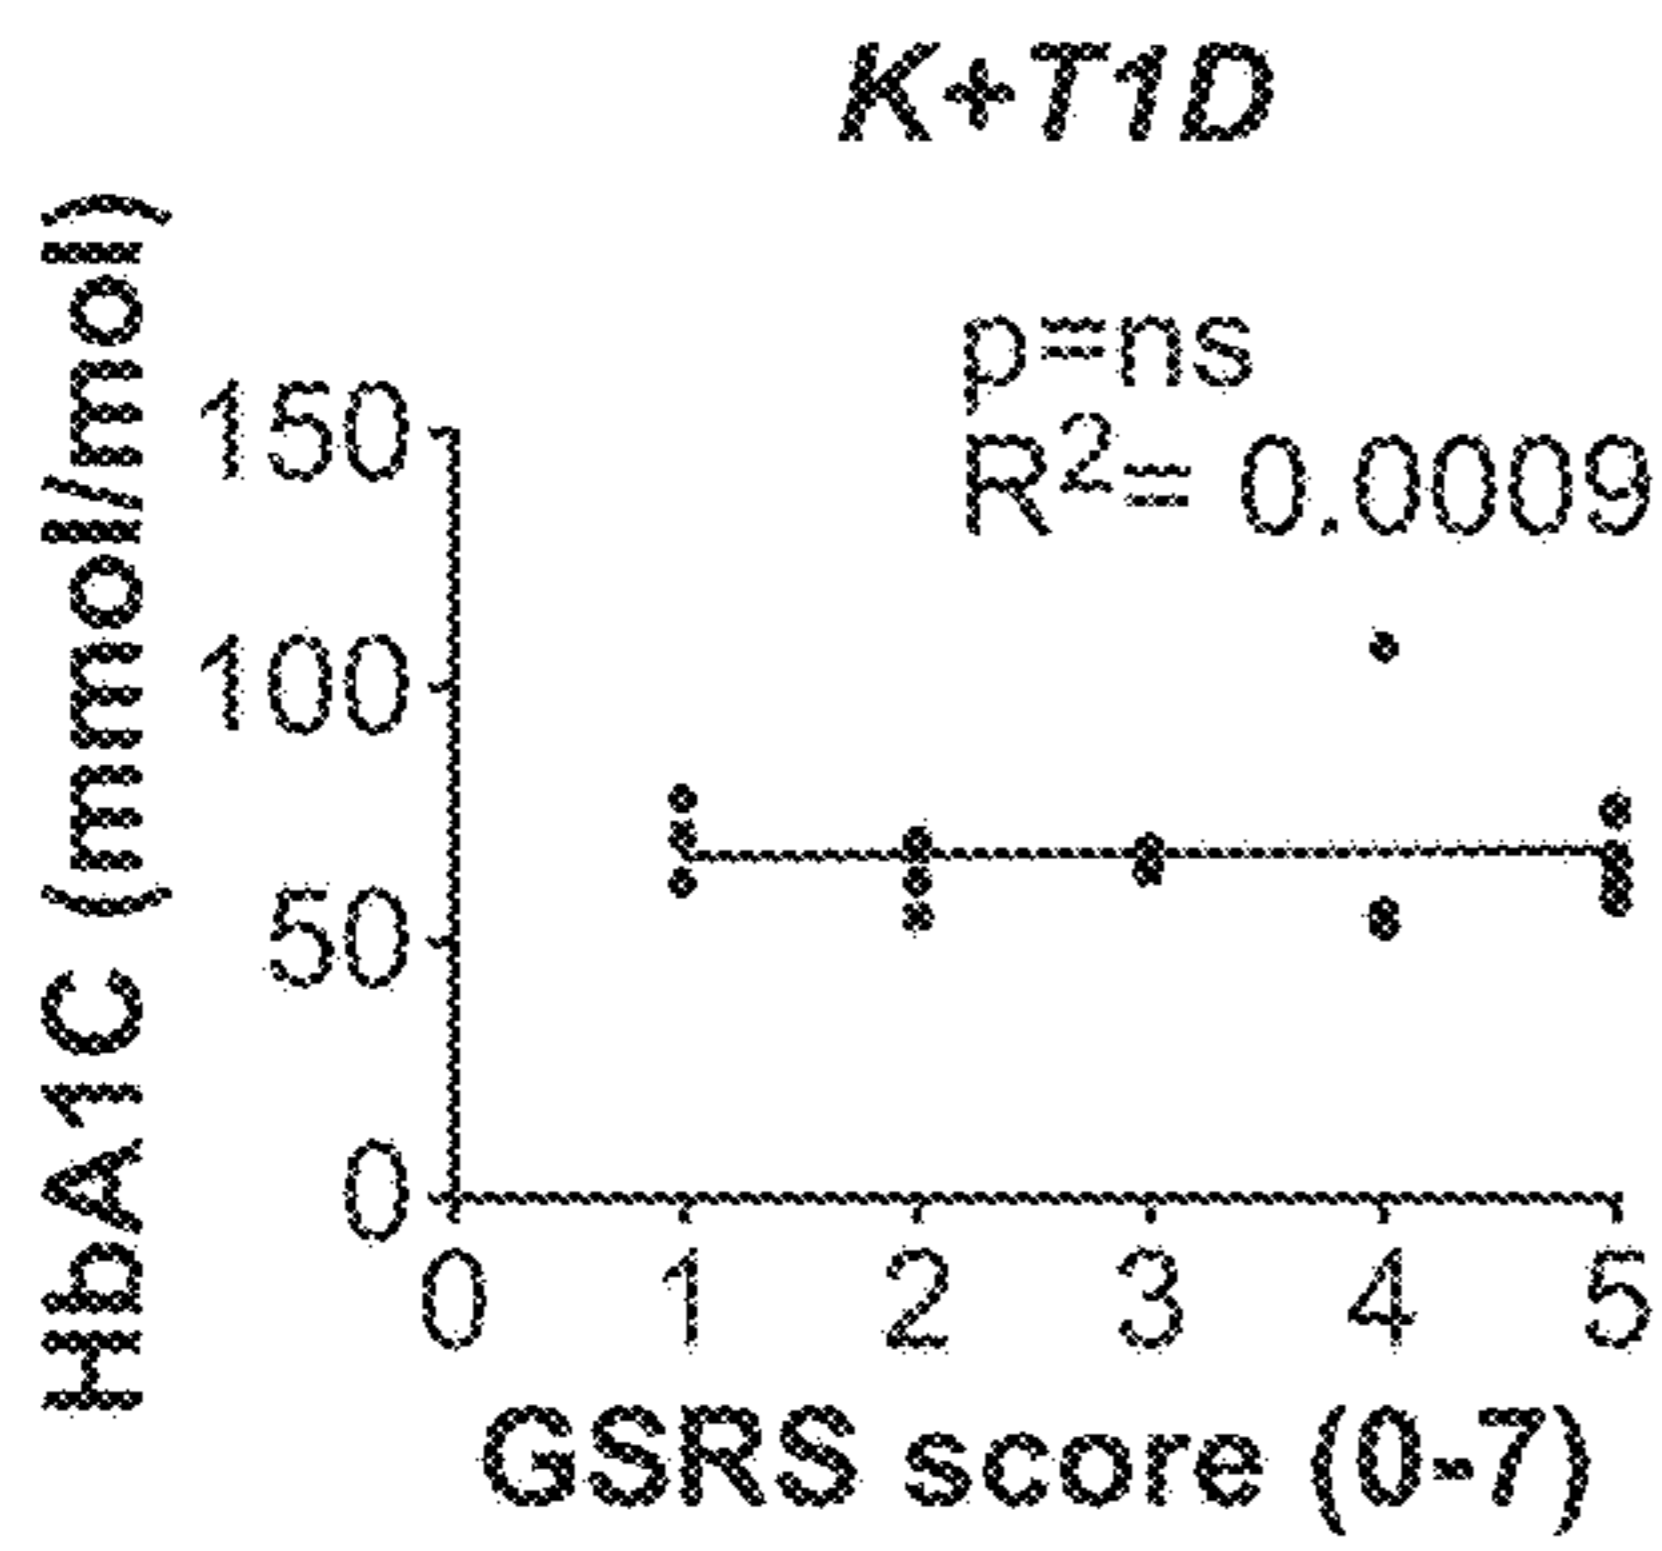 K+T1D
p=ns
R²= 0.0009
HbA1C (mmol/mol)
150
100
50
0
0 1 2 3 4 5
GSRS score (0-7)